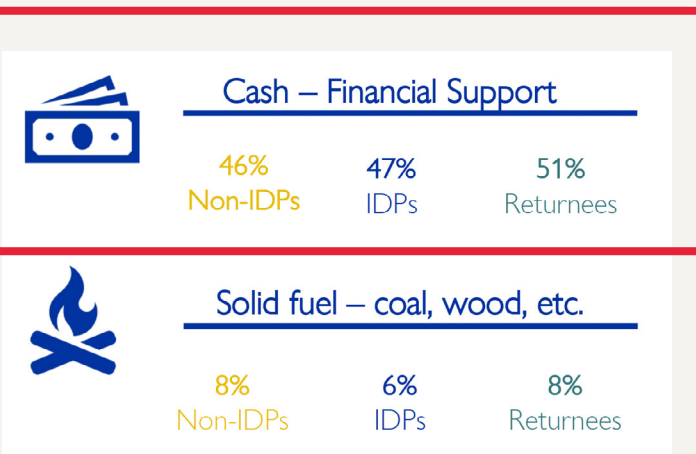 Cash – Financial Support
46% 47% 51%
Non-IDPs IDPs Returnees
Solid fuel – coal, wood, etc.
8% 6% 8%
Non-IDPs IDPs Returnees